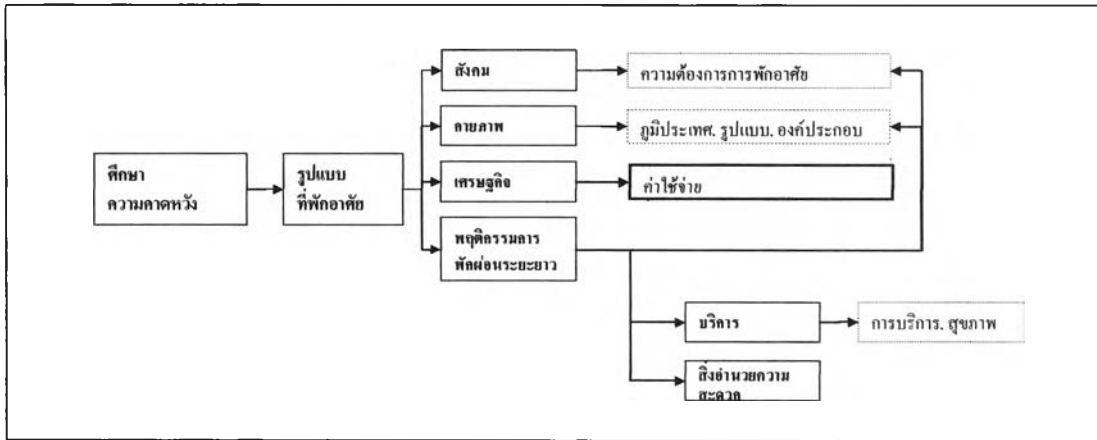 สังคม
ความต้องการการพักอาศัย
กายภาพ
ภูมิประเทศ. รูปแบบ. องค์ประกอบ
ศึกษา
ความคาดหวัง
รูปแบบ
ที่พักอาศัย
เศรษฐกิจ
ค่าใช้จ่าย
พฤติกรรมการ
พักผ่อนระยะยาว
บริการ
การบริการ. สุขภาพ
สิ่งอำนวยความ
สะดวก